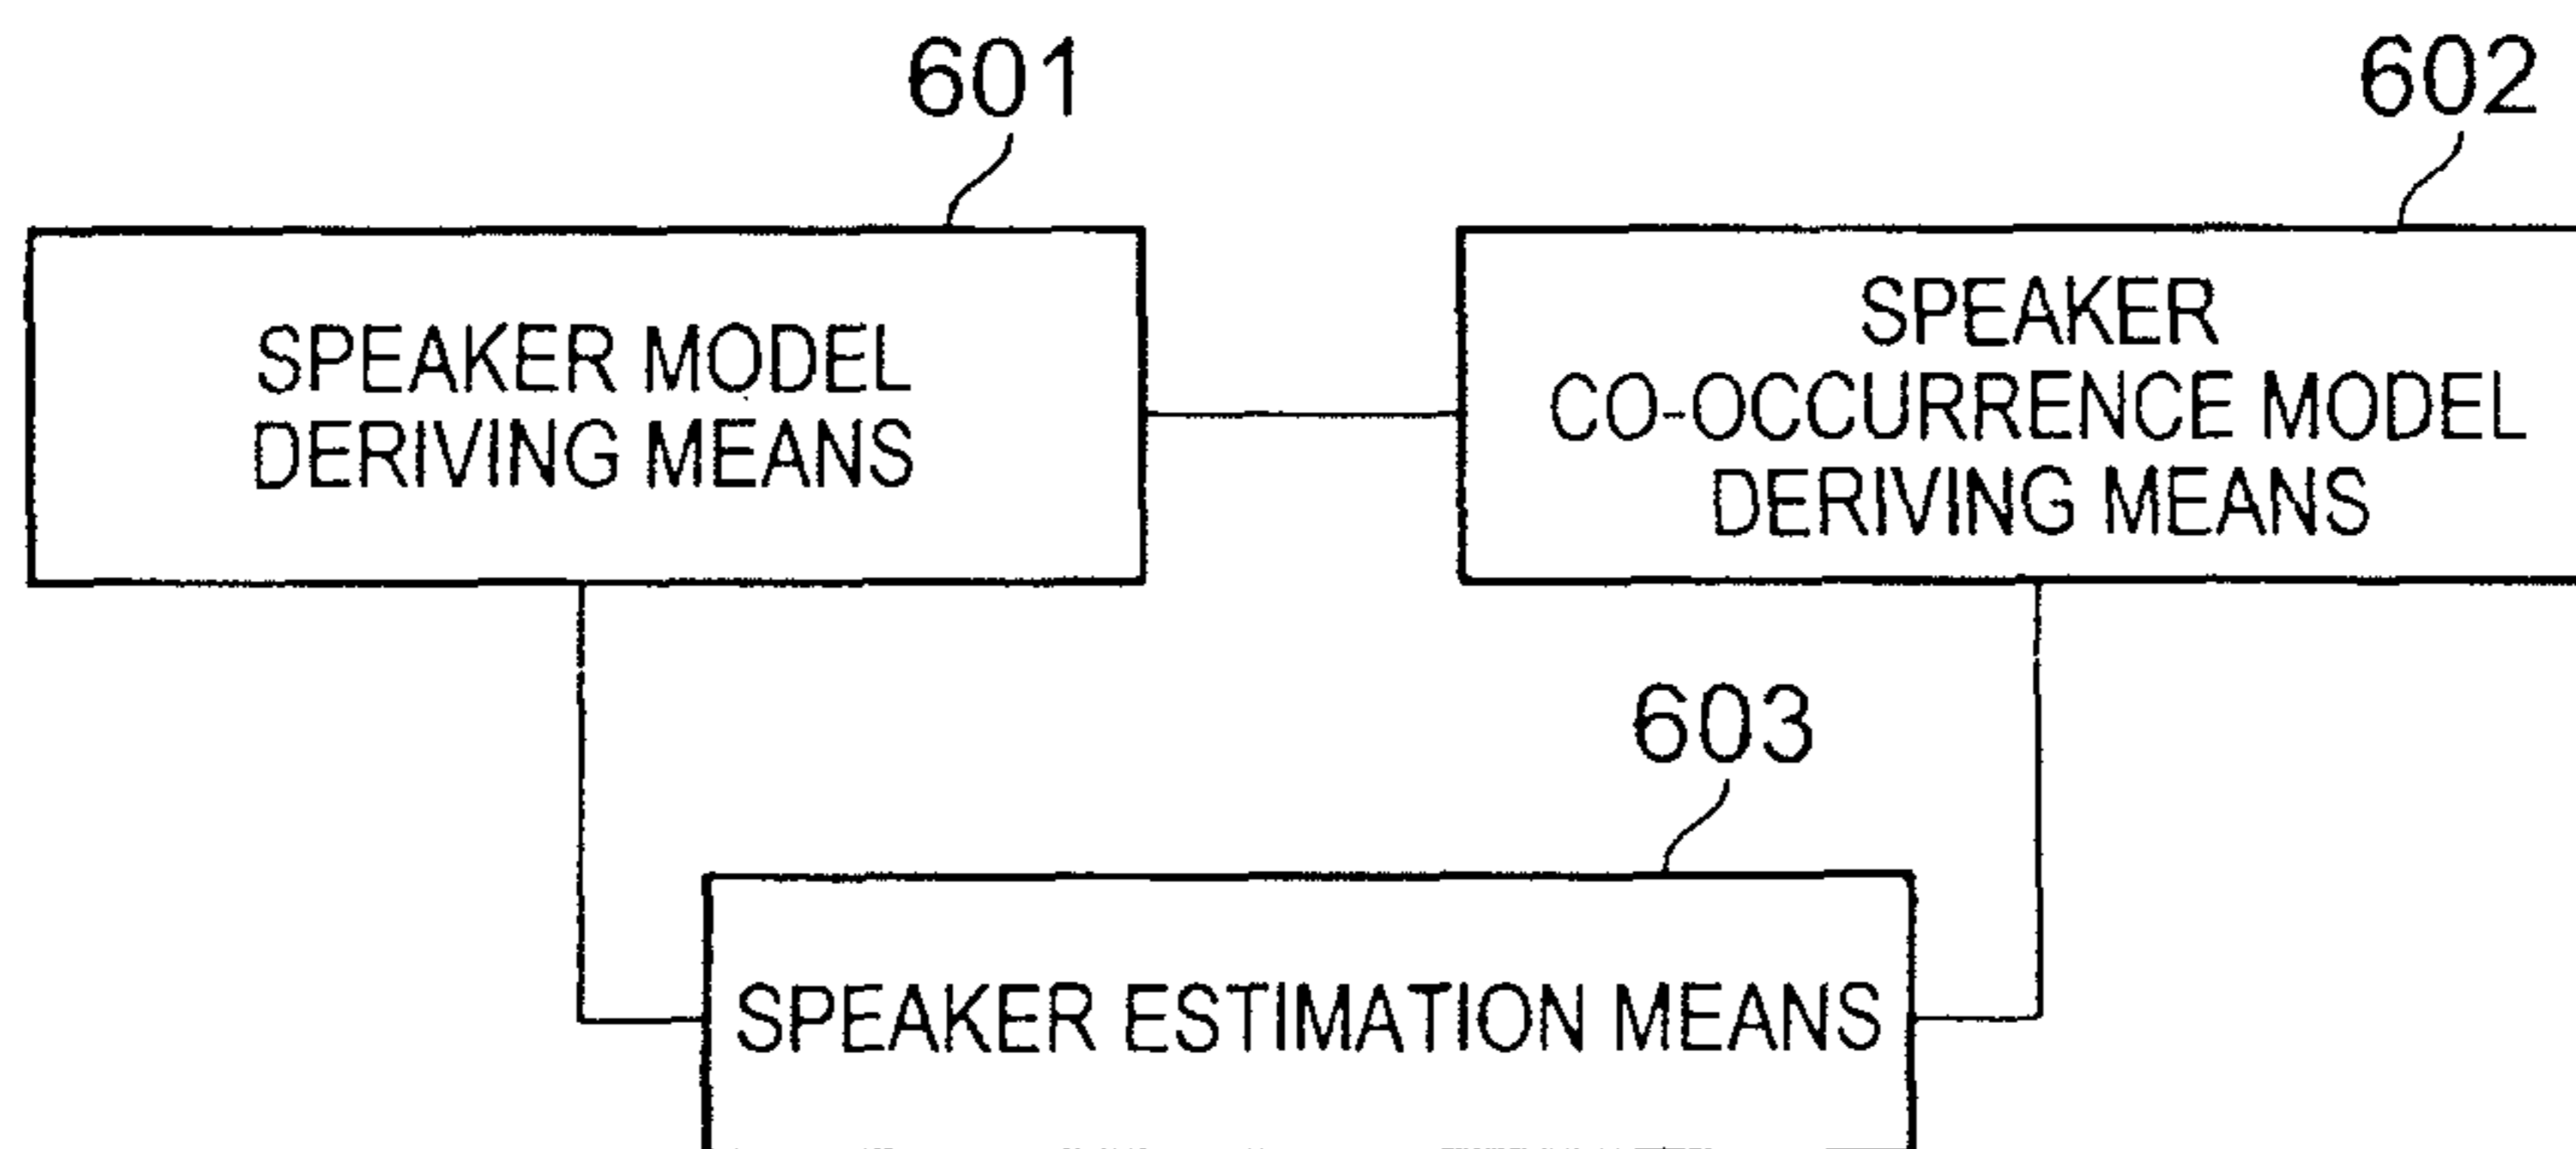 601
602
SPEAKER MODEL
DERIVING MEANS
SPEAKER
CO-OCCURRENCE MODEL
DERIVING MEANS
603
SPEAKER ESTIMATION MEANS